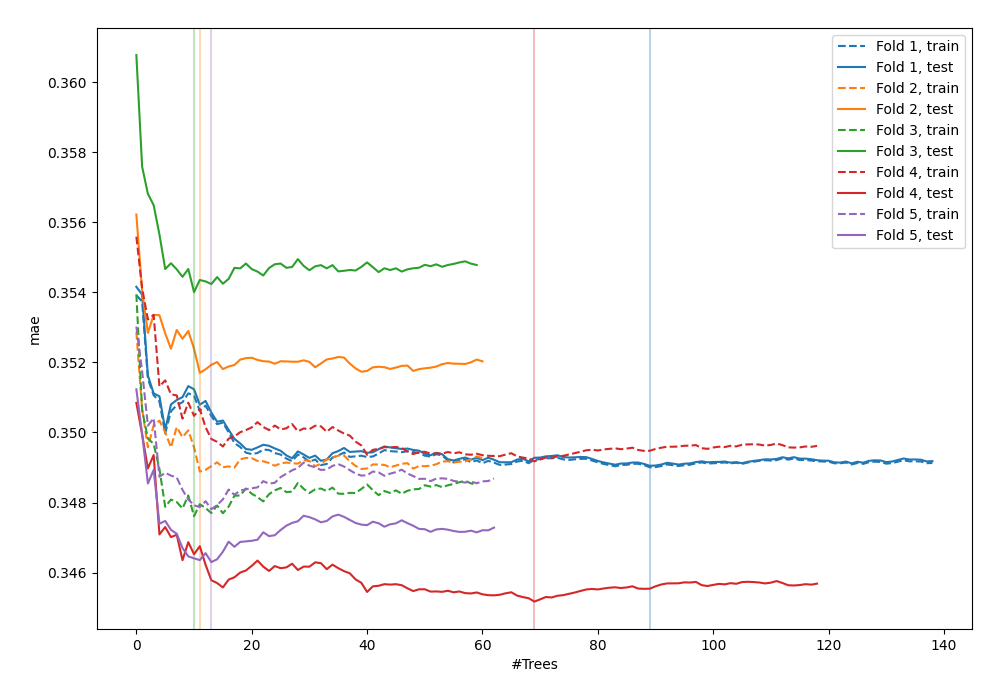 Fold 1, train
Fold 1, test
Fold 2, train
Fold 2, test
Fold 3, train
Fold 3, test
Fold 4, train
Fold 4, test
Fold 5, train
Fold 5, test
mae
0.360
0.358
0.356
0.354
0.352
0.350
0.348
0.346
0 20 40 60 80 100 120 140
#Trees